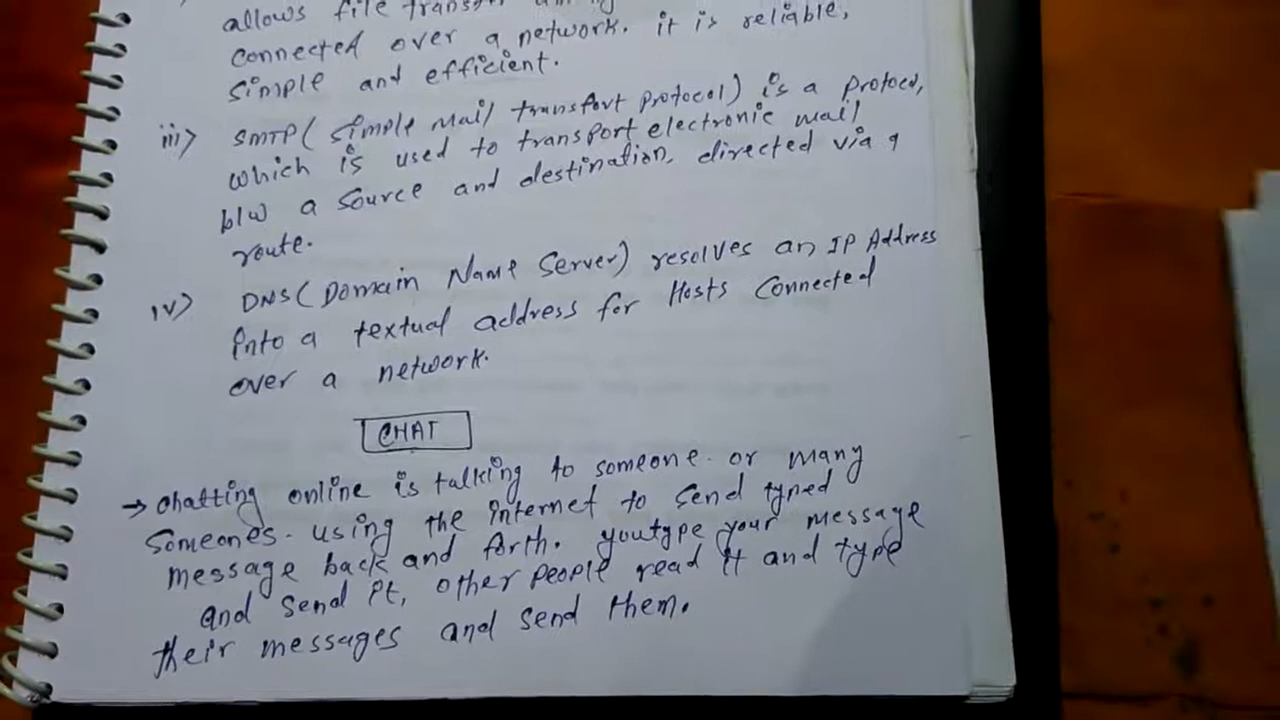 allows file
connected over a network. it is reliable,
simple and efficient.
iii> SMTP (Simple Mail transfort protocol) is a protocol,
which is used to transport electronic mail
b/w a source and destination, directed via a
route.
iv> DNS (Domain Name Server) resolves an IP Address
into a textual address for Hosts connected
over a network.
CHAT
→ chatting online is talking to someone. or many
someones. using the internet to send typed
message back and forth. you type your message
and send it, other people read it and type
their messages and send them.